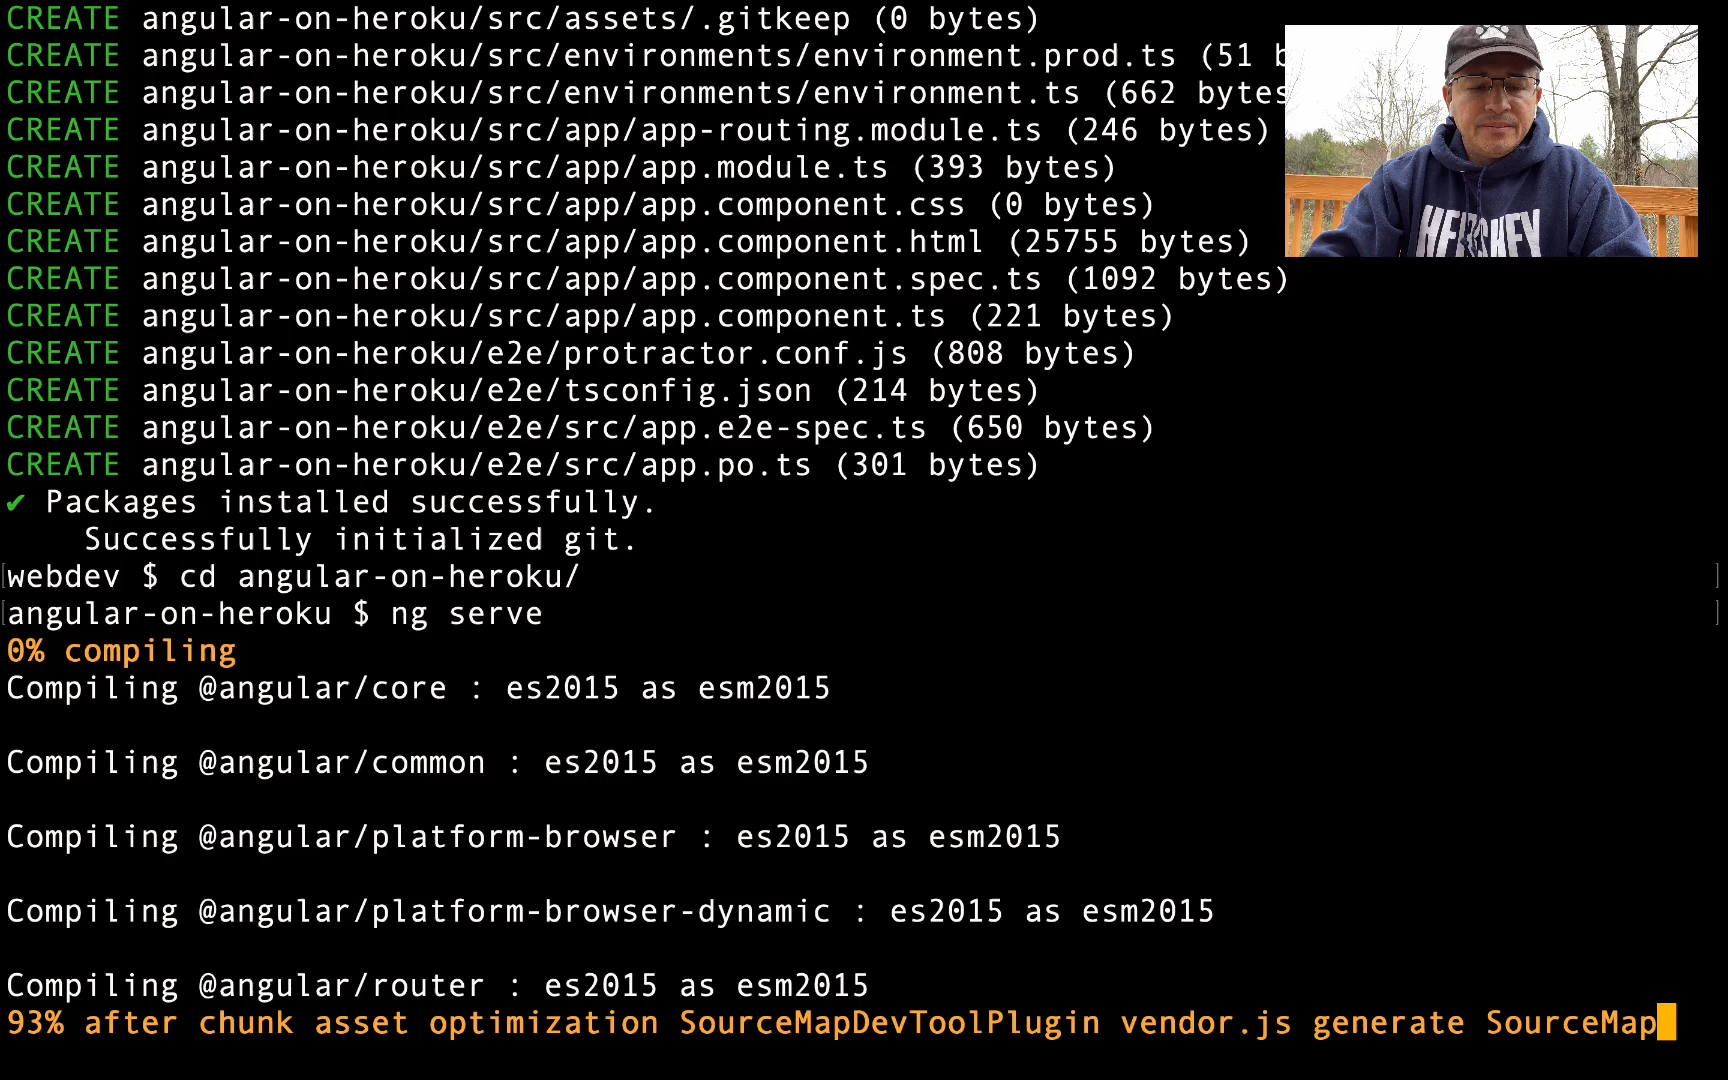 CREATE angular-on-heroku/src/assets/.gitkeep (0 bytes)
CREATE angular-on-heroku/src/environments/environment.prod.ts (51 b
CREATE angular-on-heroku/src/environments/environment.ts (662 bytes
CREATE angular-on-heroku/src/app/app-routing.module.ts (246 bytes)
CREATE angular-on-heroku/src/app/app.module.ts (393 bytes)
CREATE angular-on-heroku/src/app/app.component.css (0 bytes)
CREATE angular-on-heroku/src/app/app.component.html (25755 bytes)
CREATE angular-on-heroku/src/app/app.component.spec.ts (1092 bytes)
CREATE angular-on-heroku/src/app/app.component.ts (221 bytes)
CREATE angular-on-heroku/e2e/protractor.conf.js (808 bytes)
CREATE angular-on-heroku/e2e/tsconfig.json (214 bytes)
CREATE angular-on-heroku/e2e/src/app.e2e-spec.ts (650 bytes)
CREATE angular-on-heroku/e2e/src/app.po.ts (301 bytes)
✔ Packages installed successfully.
Successfully initialized git.
[webdev $ cd angular-on-heroku/ ]
[angular-on-heroku $ ng serve ]
0% compiling
Compiling @angular/core : es2015 as esm2015
Compiling @angular/common : es2015 as esm2015
Compiling @angular/platform-browser : es2015 as esm2015
Compiling @angular/platform-browser-dynamic : es2015 as esm2015
Compiling @angular/router : es2015 as esm2015
93% after chunk asset optimization SourceMapDevToolPlugin vendor.js generate SourceMap
HERSHEY